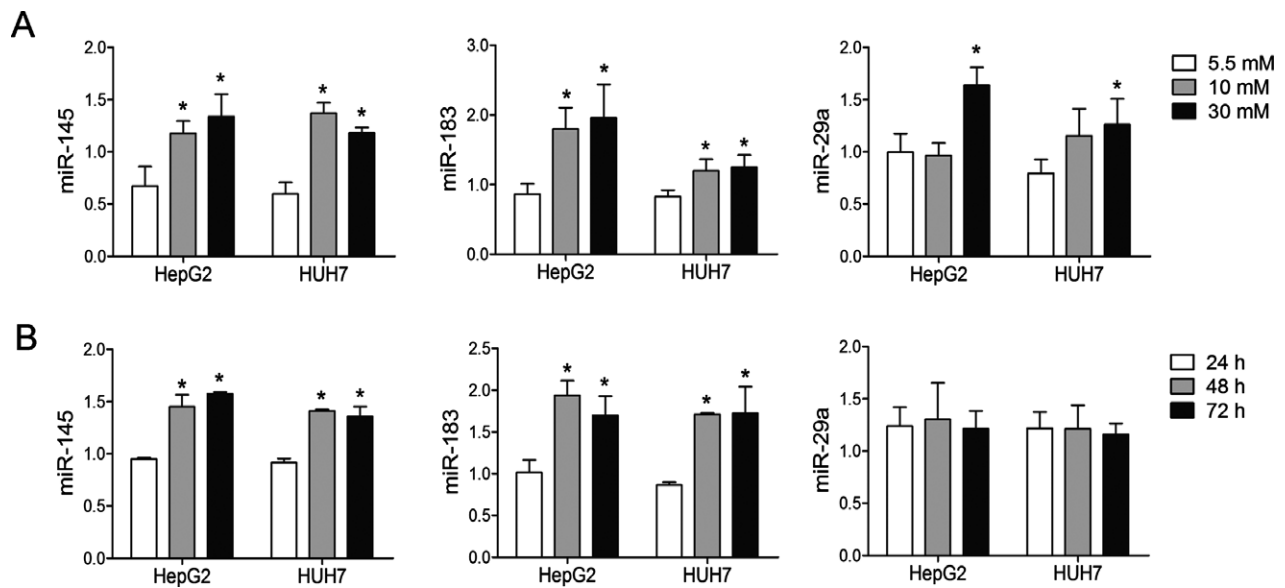 A
miR-145
2.0
1.5
1.0
0.5
0.0
* * * *
HepG2 HUH7
miR-183
3.0
2.0
1.0
0.0
* * * *
HepG2 HUH7
miR-29a
2.0
1.5
1.0
0.5
0.0
* *
HepG2 HUH7
5.5 mM
10 mM
30 mM
B
miR-145
2.0
1.5
1.0
0.5
0.0
* * * *
HepG2 HUH7
miR-183
2.5
2.0
1.5
1.0
0.5
0.0
* * * *
HepG2 HUH7
miR-29a
2.0
1.5
1.0
0.5
0.0
HepG2 HUH7
24 h
48 h
72 h